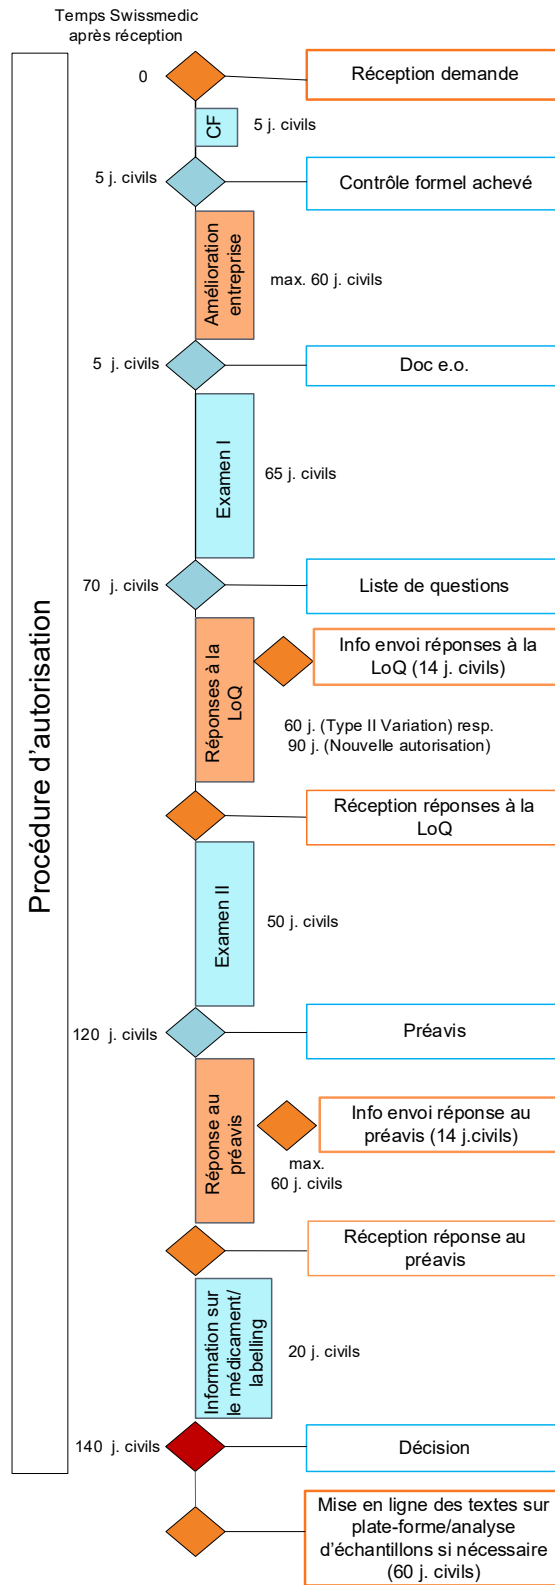 Temps Swissmedic
après réception
0
Réception demande
CF
5 j. civils
5 j. civils
Contrôle formel achevé
Amélioration
entreprise
max. 60 j. civils
5 j. civils
Doc e.o.
Examen I
65 j. civils
70 j. civils
Liste de questions
Procédure d'autorisation
Réponses à la
LoQ
Info envoi réponses à la
LoQ (14 j. civils)
60 j. (Type II Variation) resp.
90 j. (Nouvelle autorisation)
Réception réponses à la
LoQ
Examen II
50 j. civils
120 j. civils
Préavis
Réponse au
préavis
Info envoi réponse au
préavis (14 j.civils)
max.
60 j. civils
Réception réponse au
préavis
Information sur
le médicament/
labelling
20 j. civils
140 j. civils
Décision
Mise en ligne des textes sur
plate-forme/analyse
d'échantillons si nécessaire
(60 j. civils)